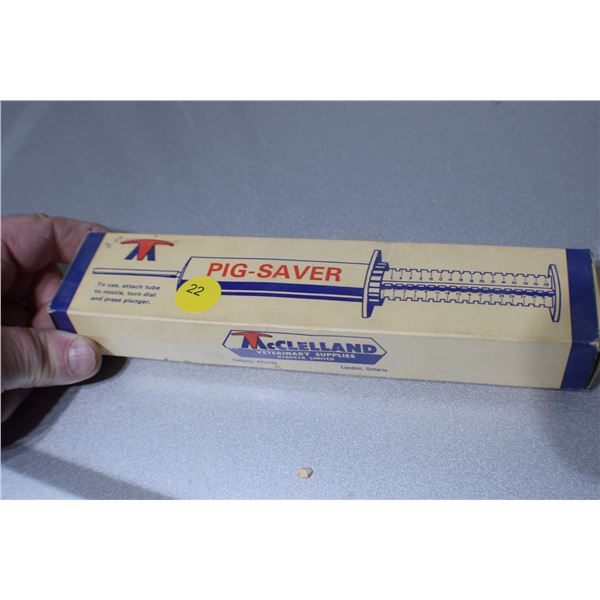 PIG-SAVER
To use, attach tube
to nozzle, turn dial
and press plunger.
22
McCLELLAND
VETERINARY SUPPLIES
ALBERTA LIMITED
Calgary, Alberta
London, Ontario